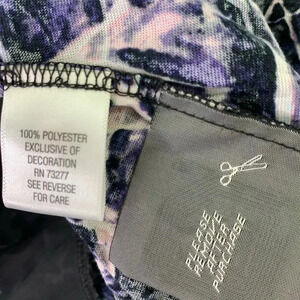 100% POLYESTER
EXCLUSIVE OF
DECORATION
RN 73277
SEE REVERSE
FOR CARE
PLEASE
REMOVE
AFTER
PURCHASE